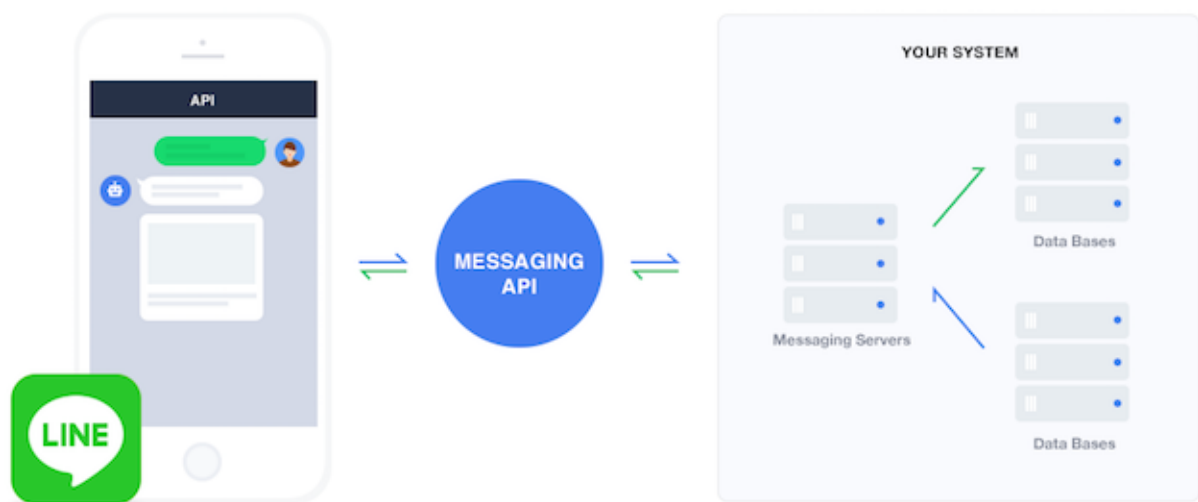 API
LINE
MESSAGING
API
YOUR SYSTEM
Messaging Servers
Data Bases
Data Bases